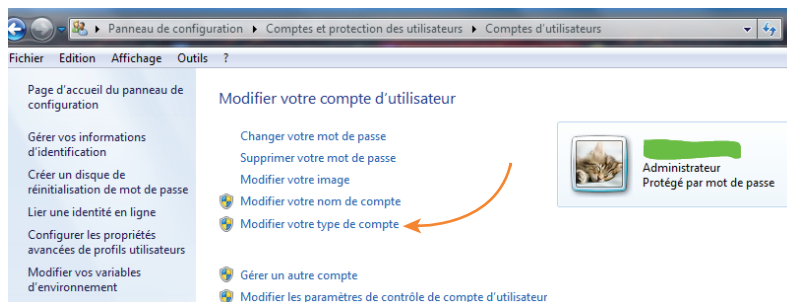 Panneau de configuration Comptes et protection des utilisateurs Comptes d'utilisateurs
Fichier Edition Affichage Outils ?
Page d'accueil du panneau de
configuration
Gérer vos informations
d'identification
Créer un disque de
réinitialisation de mot de passe
Lier une identité en ligne
Configurer les propriétés
avancées de profils utilisateurs
Modifier vos variables
d'environnement
Modifier votre compte d'utilisateur
Changer votre mot de passe
Supprimer votre mot de passe
Modifier votre image
Modifier votre nom de compte
Modifier votre type de compte
Gérer un autre compte
Modifier les paramètres de contrôle de compte d'utilisateur
Administrateur
Protégé par mot de passe